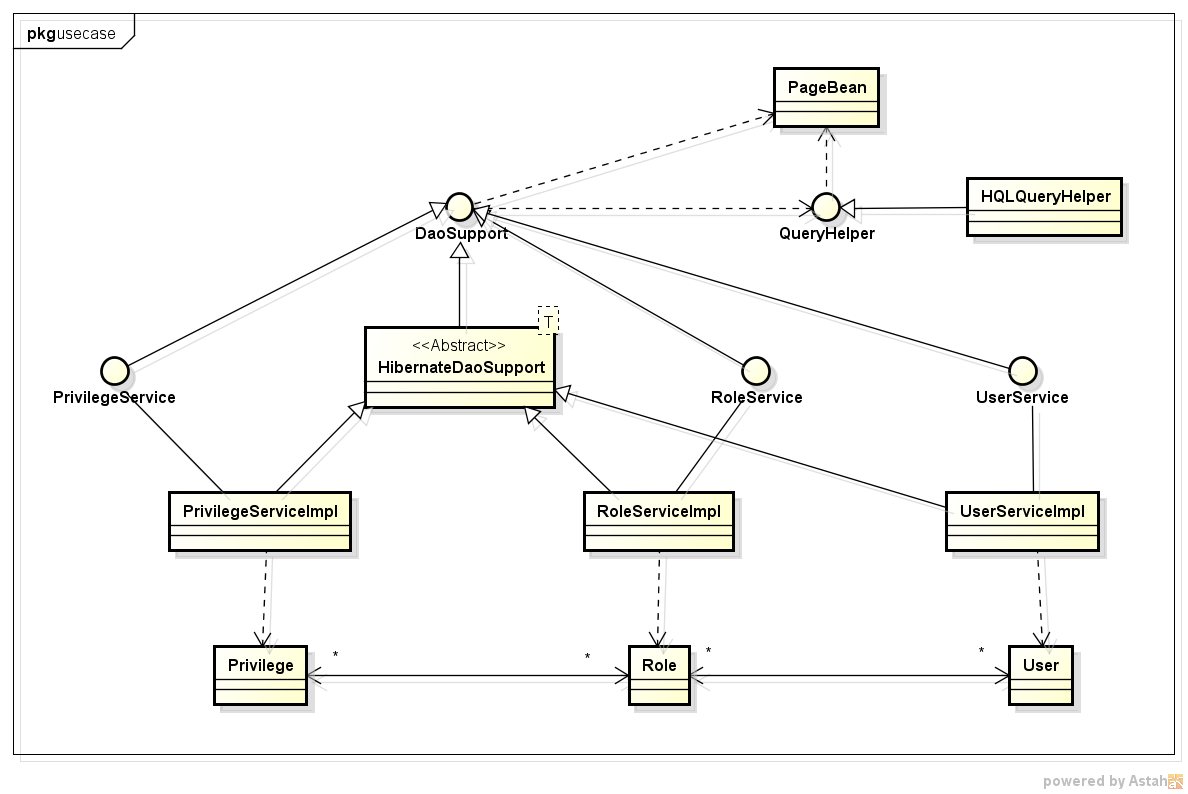 pkg usecase
PageBean
HQLQueryHelper
DaoSupport
QueryHelper
T
<<Abstract>>
HibernateDaoSupport
PrivilegeService
RoleService
UserService
PrivilegeServiceImpl
RoleServiceImpl
UserServiceImpl
* * * *
Privilege
Role
User
powered by Astah